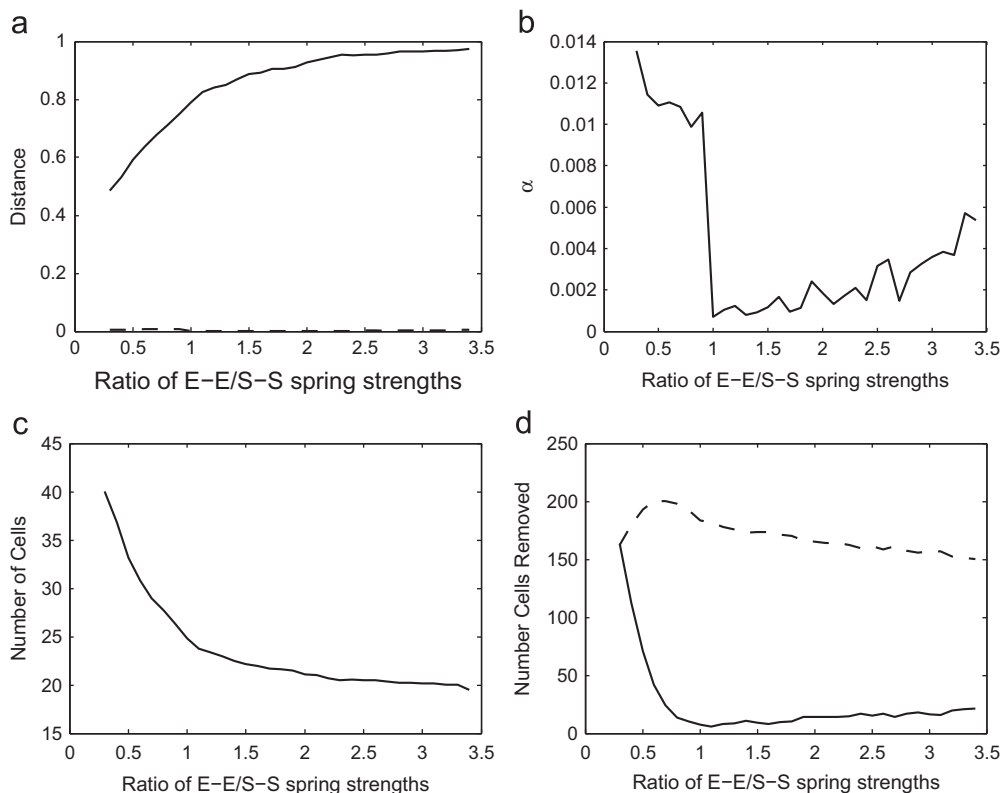 a
1
0.8
0.6
0.4
0.2
0
Distance
0 0.5 1 1.5 2 2.5 3 3.5
Ratio of E−E/S−S spring strengths
b
0.014
0.012
0.01
0.008
0.006
0.004
0.002
0
α
0 0.5 1 1.5 2 2.5 3 3.5
Ratio of E−E/S−S spring strengths
c
45
40
35
30
25
20
15
Number of Cells
0 0.5 1 1.5 2 2.5 3 3.5
Ratio of E−E/S−S spring strengths
d
250
200
150
100
50
0
Number Cells Removed
0 0.5 1 1.5 2 2.5 3 3.5
Ratio of E−E/S−S spring strengths